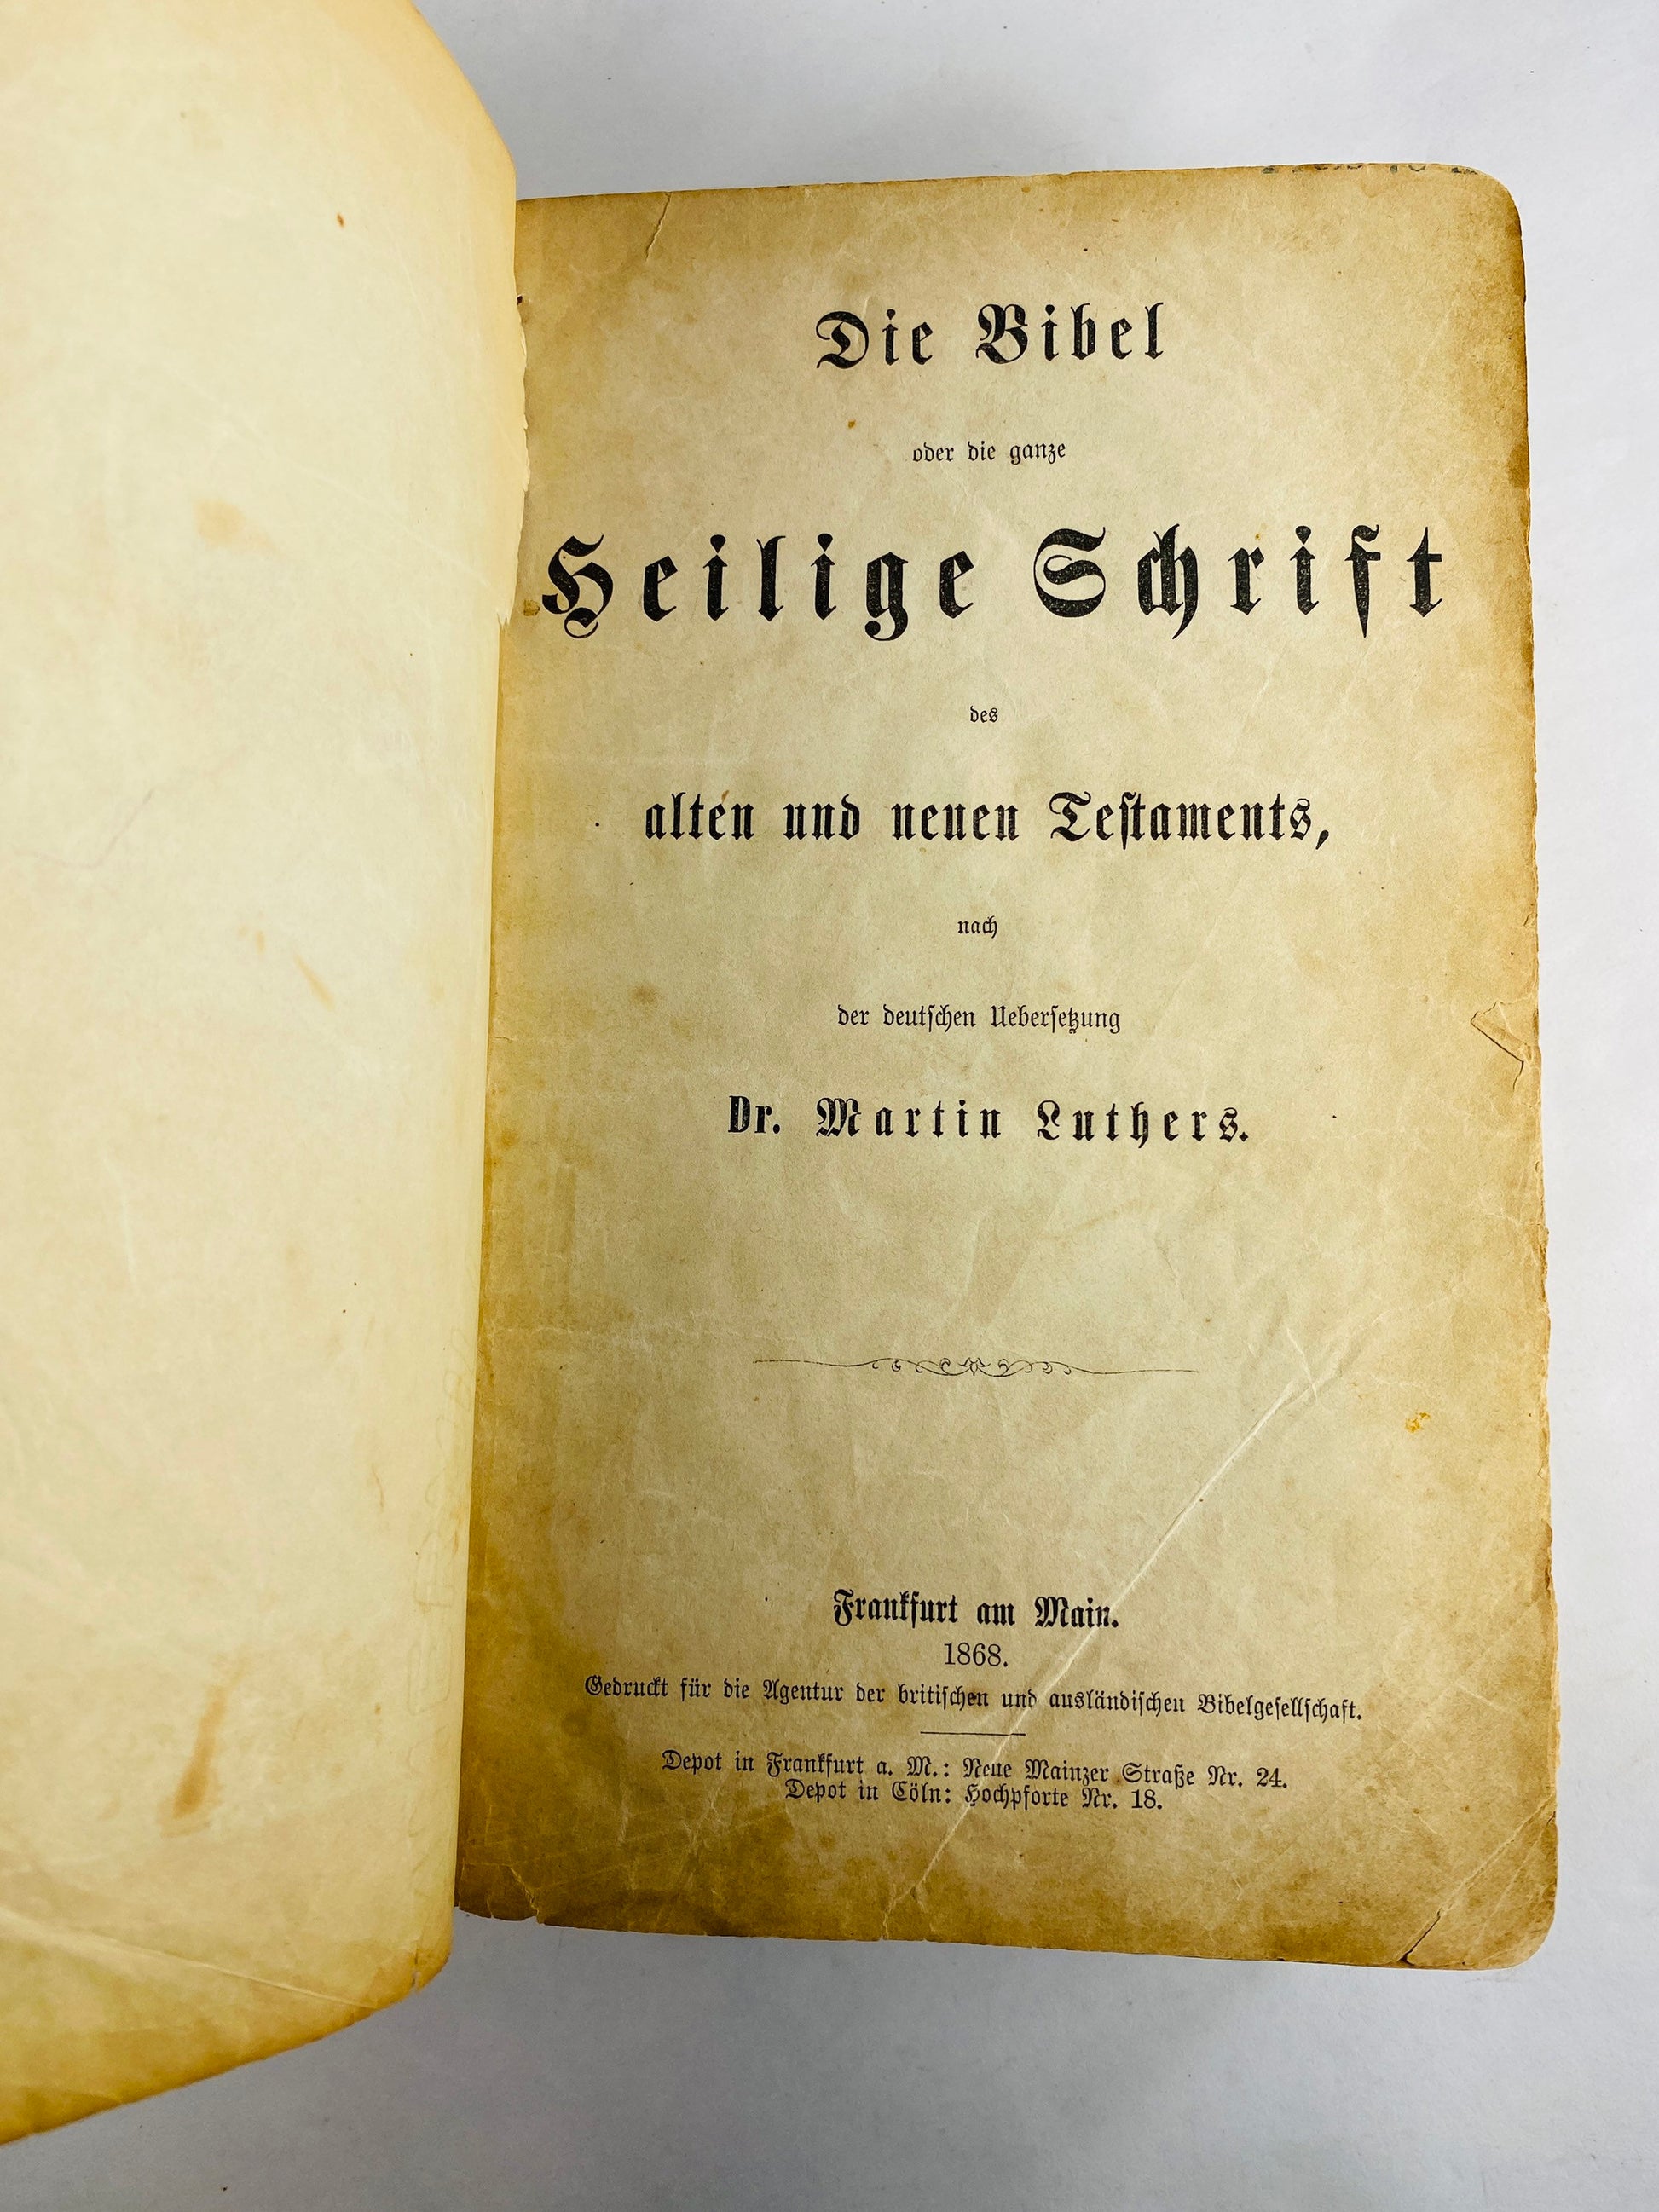 Die Bibel
oder die ganze
Heilige Schrift
des
alten und neuen Teſtaments,
nach
der deutſchen Ueberſetzung
Dr. Martin Luthers.
Frankfurt am Main.
1868.
Gedruckt für die Agentur der britiſchen und ausländiſchen Bibelgeſellſchaft.
Depot in Frankfurt a. M.: Neue Mainzer Straße Nr. 24.
Depot in Cöln: Hochpforte Nr. 18.